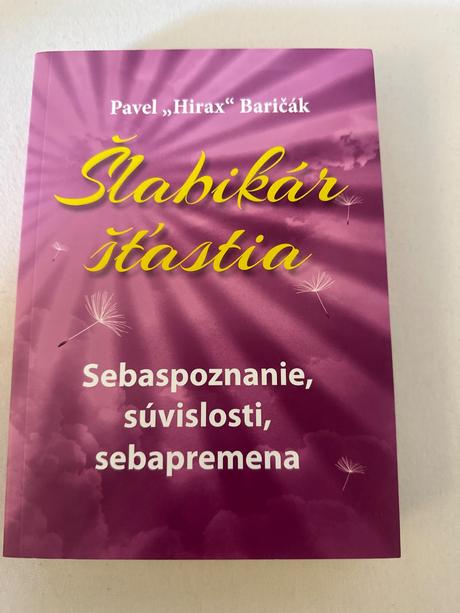 Pavel „Hirax“ Baričák
Šlabikár
šťastia
Sebaspoznanie,
súvislosti,
sebapremena